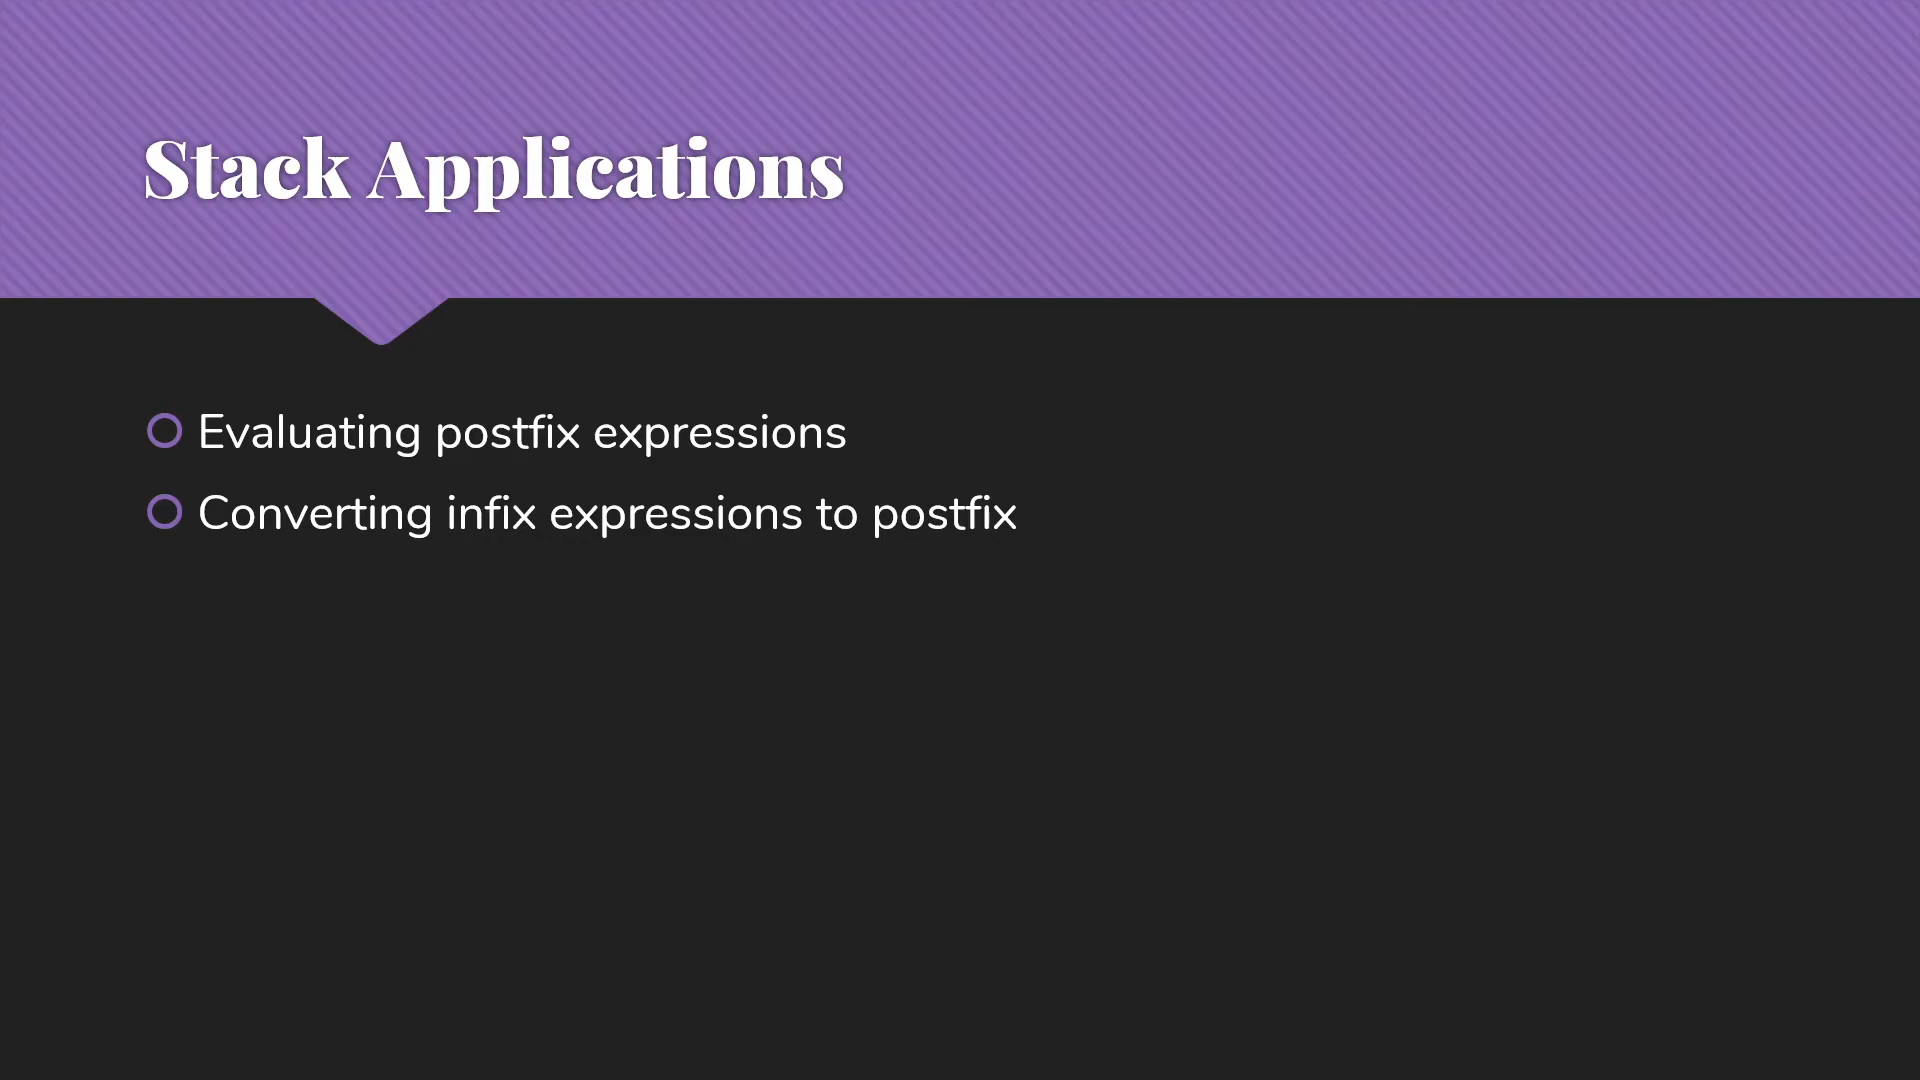 Stack Applications
Evaluating postfix expressions
Converting infix expressions to postfix